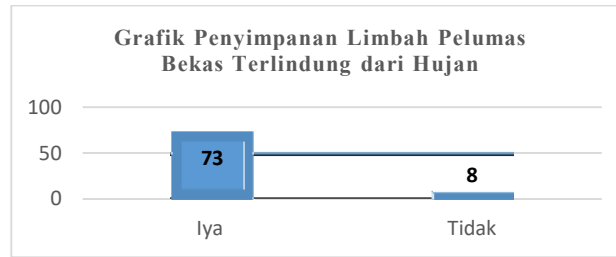 Grafik Penyimpanan Limbah Pelumas
Bekas Terlindung dari Hujan
100
50
0
73
8
Iya
Tidak